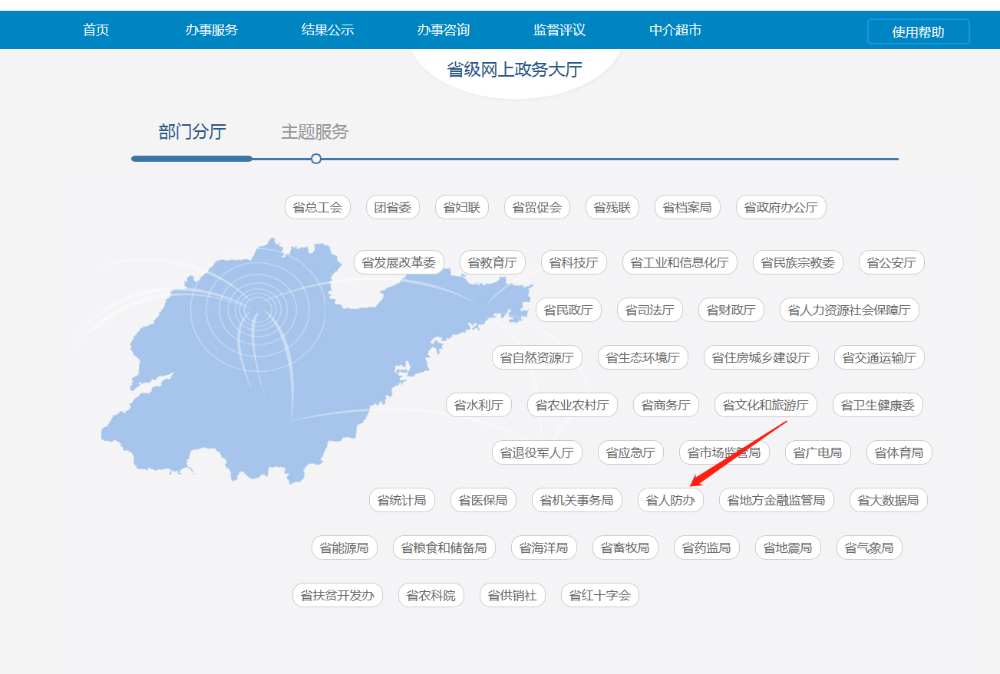 首页 办事服务 结果公示 办事咨询 监督评议 中介超市 使用帮助
省级网上政务大厅
部门分厅 主题服务
省总工会 团省委 省妇联 省贸促会 省残联 省档案局 省政府办公厅
省发展改革委 省教育厅 省科技厅 省工业和信息化厅 省民族宗教委 省公安厅
省民政厅 省司法厅 省财政厅 省人力资源社会保障厅
省自然资源厅 省生态环境厅 省住房城乡建设厅 省交通运输厅
省水利厅 省农业农村厅 省商务厅 省文化和旅游厅 省卫生健康委
省退役军人厅 省应急厅 省市场监管局 省广电局 省体育局
省统计局 省医保局 省机关事务局 省人防办 省地方金融监管局 省大数据局
省能源局 省粮食和储备局 省海洋局 省畜牧局 省药监局 省地震局 省气象局
省扶贫开发办 省农科院 省供销社 省红十字会